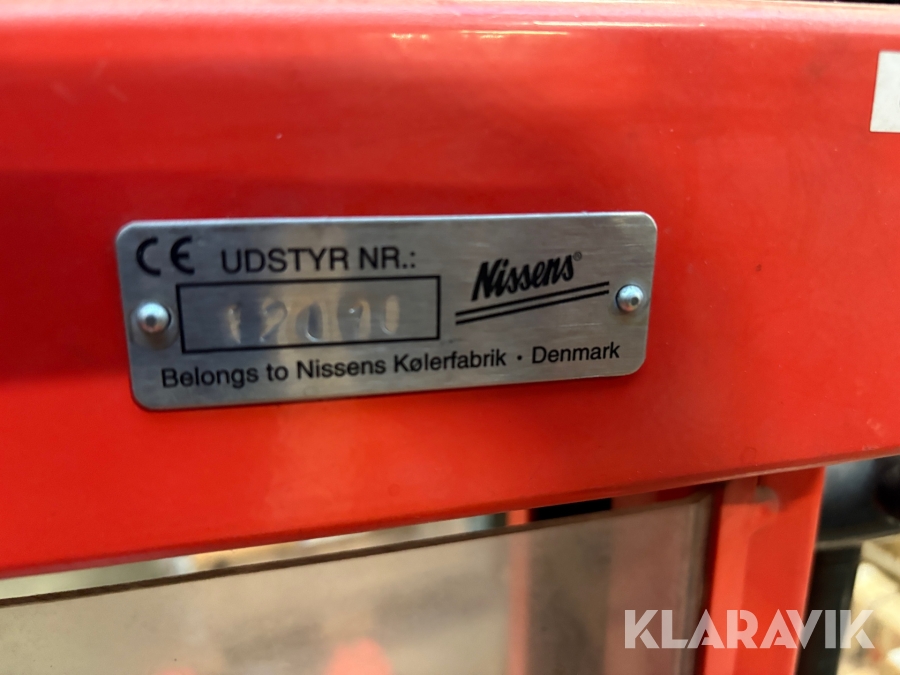 CE UDSTYR NR.:
Nissens®
Belongs to Nissens Kølerfabrik · Denmark
KLARAVIK